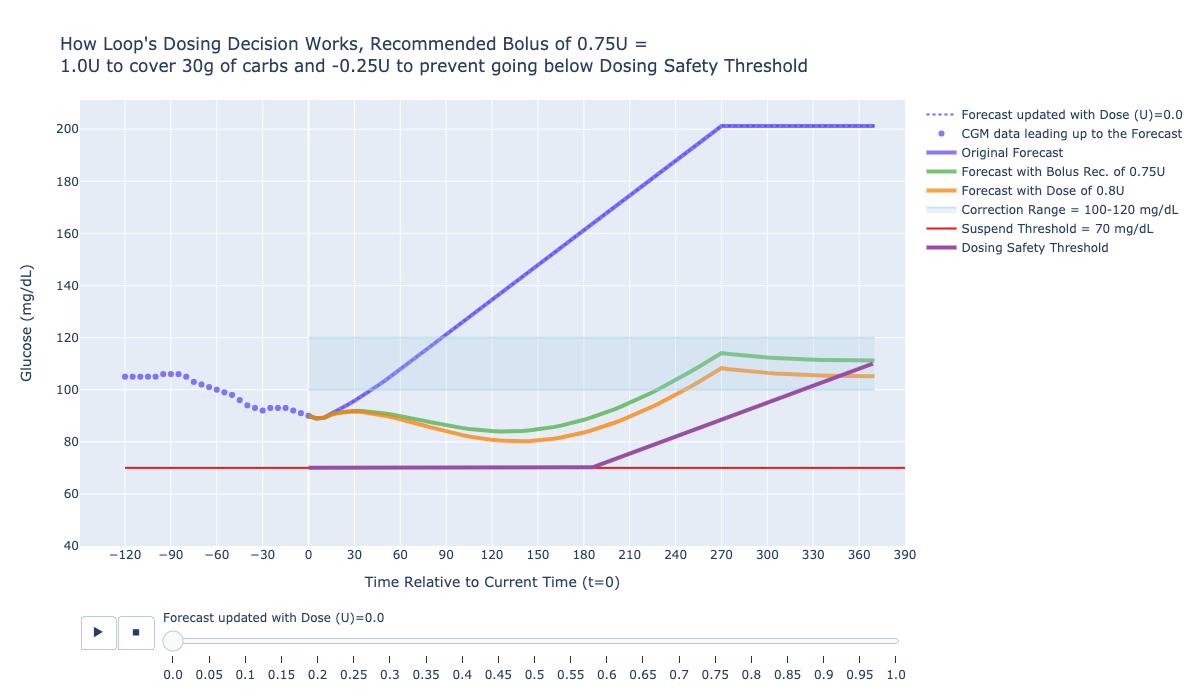 How Loop's Dosing Decision Works, Recommended Bolus of 0.75U =
1.0U to cover 30g of carbs and -0.25U to prevent going below Dosing Safety Threshold
Forecast updated with Dose (U)=0.0
CGM data leading up to the Forecast
Original Forecast
Forecast with Bolus Rec. of 0.75U
Forecast with Dose of 0.8U
Correction Range = 100-120 mg/dL
Suspend Threshold = 70 mg/dL
Dosing Safety Threshold
Glucose (mg/dL)
200
180
160
140
120
100
80
60
40
−120 −90 −60 −30 0 30 60 90 120 150 180 210 240 270 300 330 360 390
Time Relative to Current Time (t=0)
Forecast updated with Dose (U)=0.0
0.0 0.05 0.1 0.15 0.2 0.25 0.3 0.35 0.4 0.45 0.5 0.55 0.6 0.65 0.7 0.75 0.8 0.85 0.9 0.95 1.0